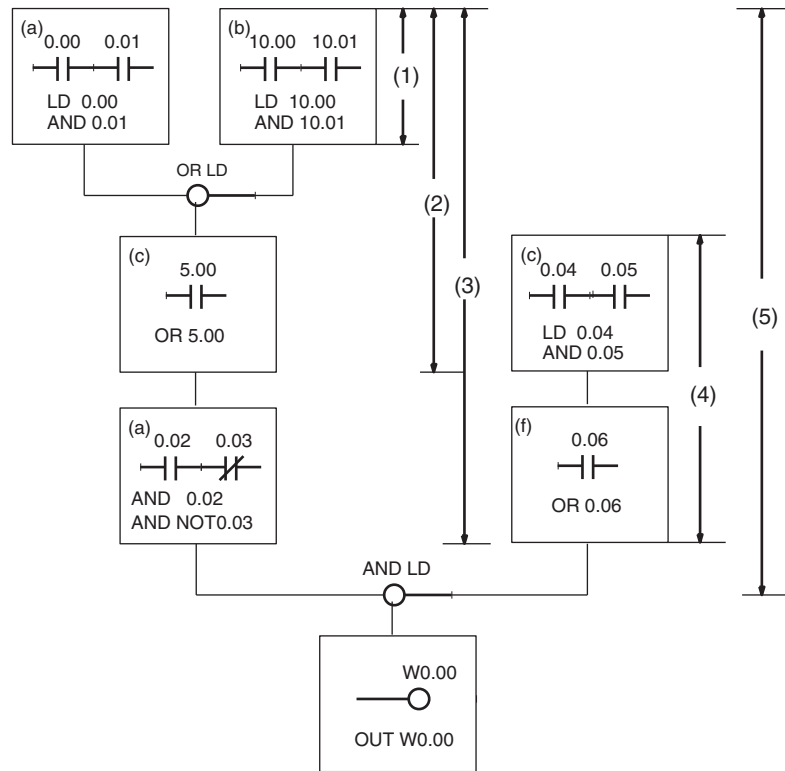 (a)
0.00 0.01
LD 0.00
AND 0.01
(b)
10.00 10.01
LD 10.00
AND 10.01
(1)
OR LD
(2)
(c)
5.00
OR 5.00
(3)
(c)
0.04 0.05
LD 0.04
AND 0.05
(4)
(5)
(a)
0.02 0.03
AND 0.02
AND NOT0.03
(f)
0.06
OR 0.06
AND LD
W0.00
OUT W0.00